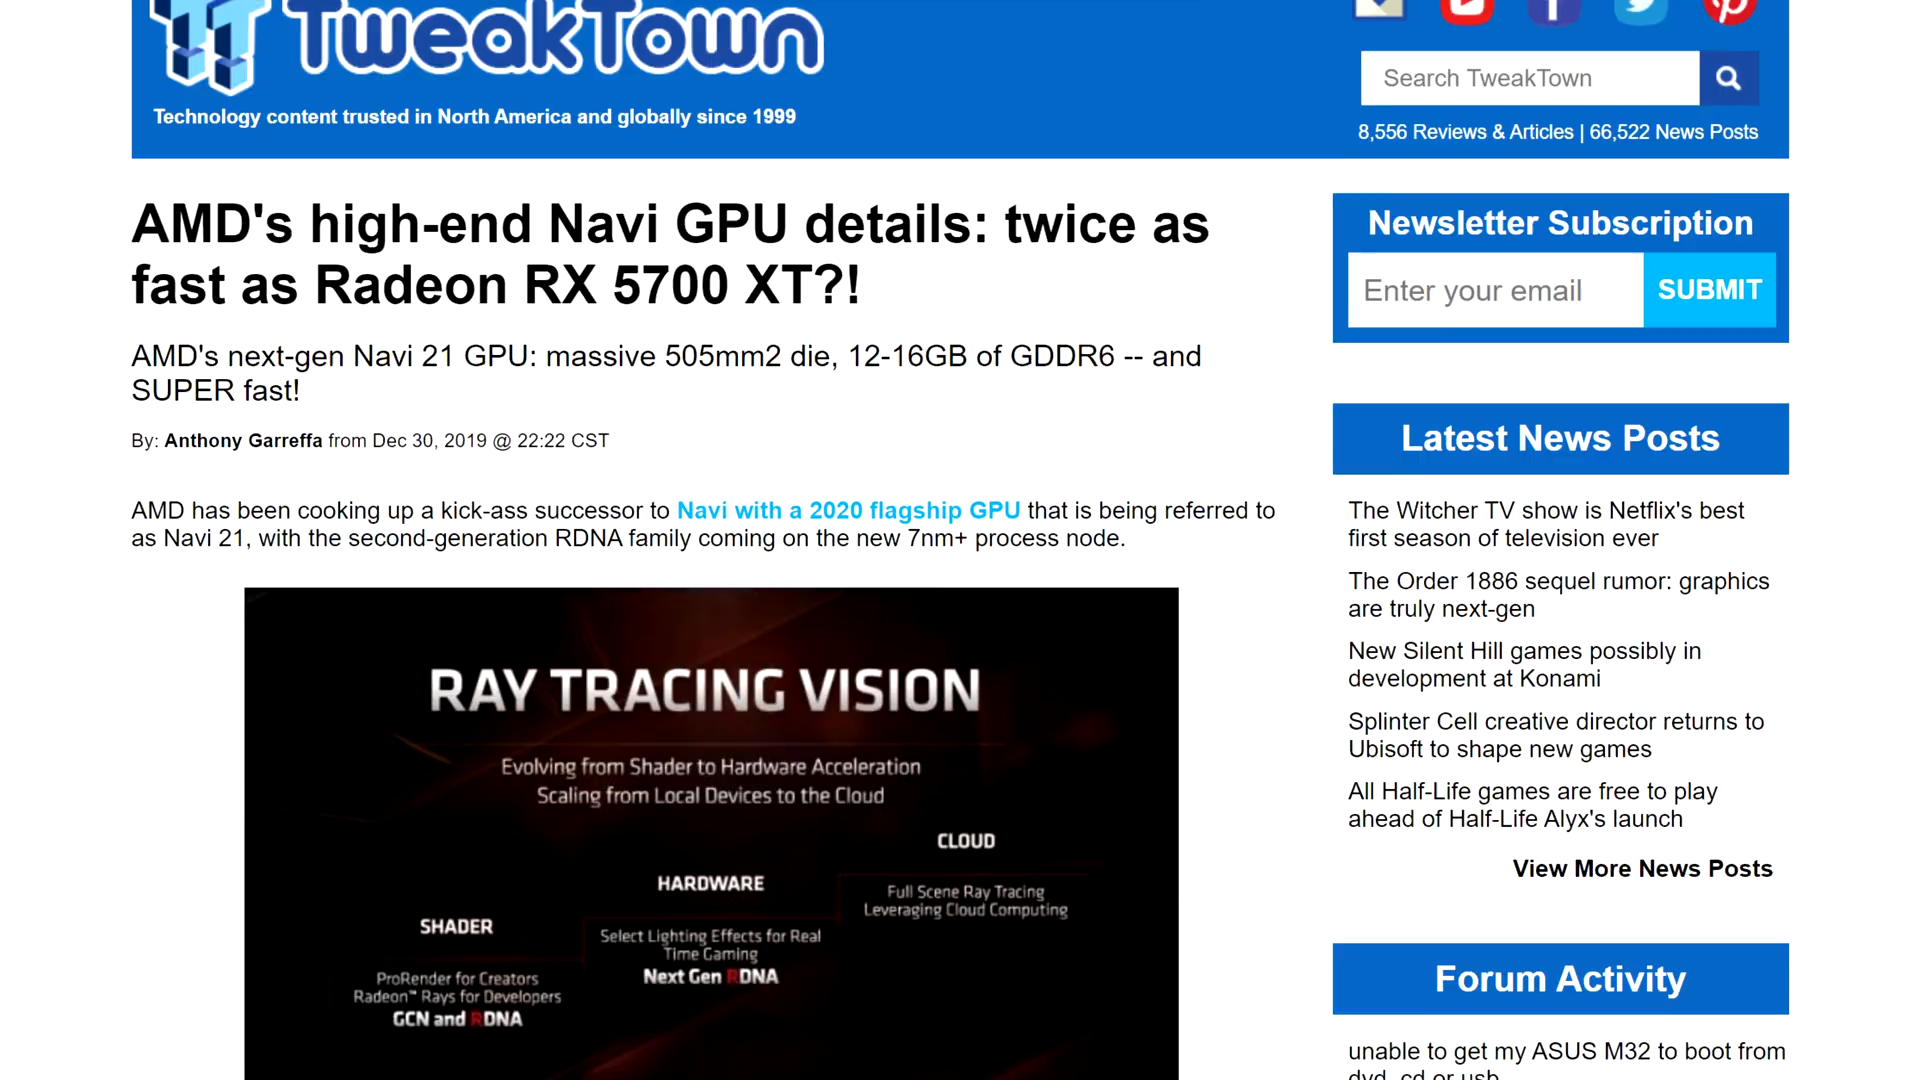 TweakTown
Technology content trusted in North America and globally since 1999
Search TweakTown
8,556 Reviews & Articles | 66,522 News Posts
AMD's high-end Navi GPU details: twice as
fast as Radeon RX 5700 XT?!
AMD's next-gen Navi 21 GPU: massive 505mm2 die, 12-16GB of GDDR6 -- and
SUPER fast!
By: Anthony Garreffa from Dec 30, 2019 @ 22:22 CST
AMD has been cooking up a kick-ass successor to Navi with a 2020 flagship GPU that is being referred to
as Navi 21, with the second-generation RDNA family coming on the new 7nm+ process node.
RAY TRACING VISION
Evolving from Shader to Hardware Acceleration
Scaling from Local Devices to the Cloud
SHADER
ProRender for Creators
Radeon™ Rays for Developers
GCN and RDNA
HARDWARE
Select Lighting Effects for Real
Time Gaming
Next Gen RDNA
CLOUD
Full Scene Ray Tracing
Leveraging Cloud Computing
Newsletter Subscription
Enter your email
SUBMIT
Latest News Posts
The Witcher TV show is Netflix's best
first season of television ever
The Order 1886 sequel rumor: graphics
are truly next-gen
New Silent Hill games possibly in
development at Konami
Splinter Cell creative director returns to
Ubisoft to shape new games
All Half-Life games are free to play
ahead of Half-Life Alyx's launch
View More News Posts
Forum Activity
unable to get my ASUS M32 to boot from
dvd, cd or usb